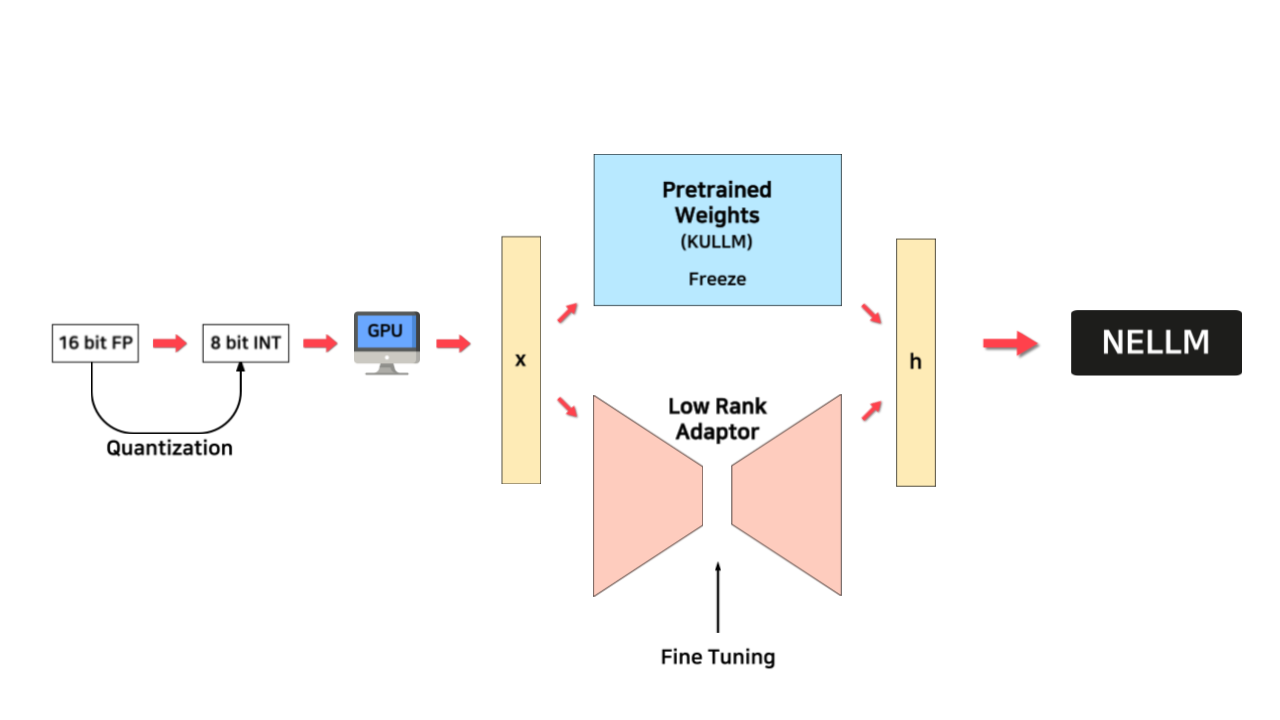 16 bit FP
8 bit INT
Quantization
GPU
x
Pretrained
Weights
(KULLM)
Freeze
Low Rank
Adaptor
Fine Tuning
h
NELLM